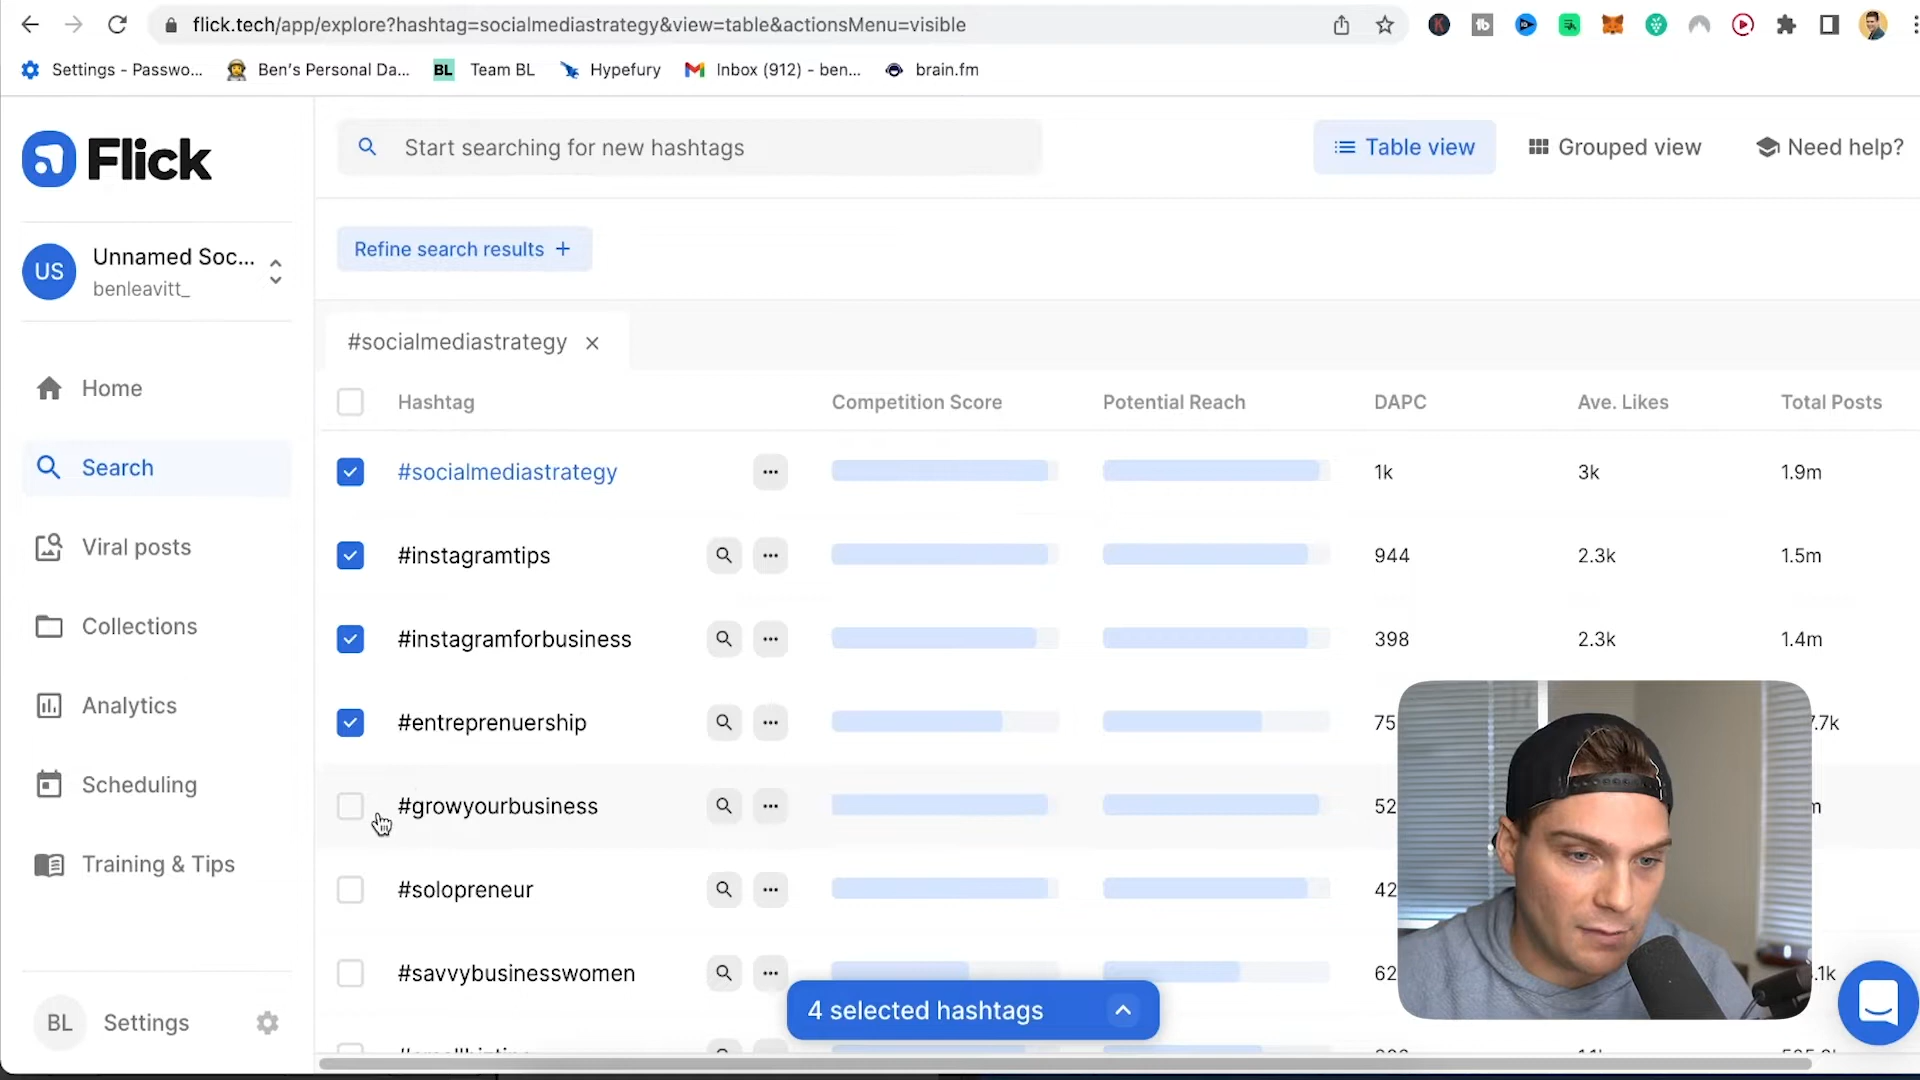 flick.tech/app/explore?hashtag=socialmediastrategy&view=table&actionsMenu=visible
Settings - Passwo...
Ben's Personal Da...
BL Team BL
Hypefury
Inbox (912) - ben...
brain.fm
Flick
Start searching for new hashtags
Table view
Grouped view
Need help?
US
Unnamed Soc...
benleavitt_
Refine search results +
#socialmediastrategy
Home
Search
Viral posts
Collections
Analytics
Scheduling
Training & Tips
BL Settings
Hashtag Competition Score Potential Reach DAPC Ave. Likes Total Posts
#socialmediastrategy 1k 3k 1.9m
#instagramtips 944 2.3k 1.5m
#instagramforbusiness 398 2.3k 1.4m
#entreprenuership 75 .7k
#growyourbusiness 52
#solopreneur 42
#savvybusinesswomen 62 .1k
4 selected hashtags